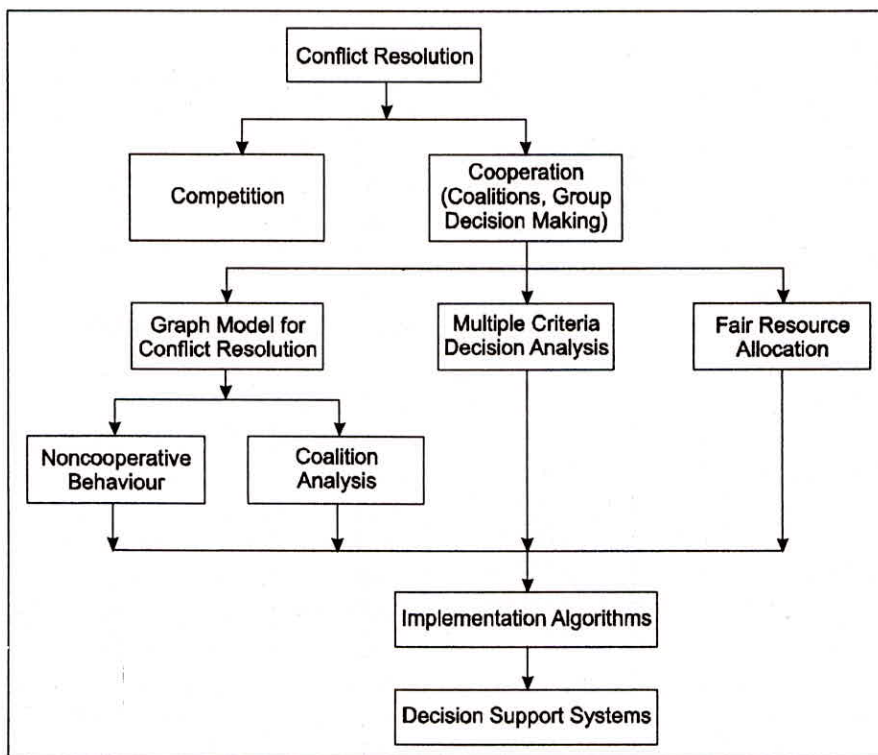 Conflict Resolution
Competition
Cooperation
(Coalitions, Group
Decision Making)
Graph Model for
Conflict Resolution
Multiple Criteria
Decision Analysis
Fair Resource
Allocation
Noncooperative
Behaviour
Coalition
Analysis
Implementation Algorithms
Decision Support Systems